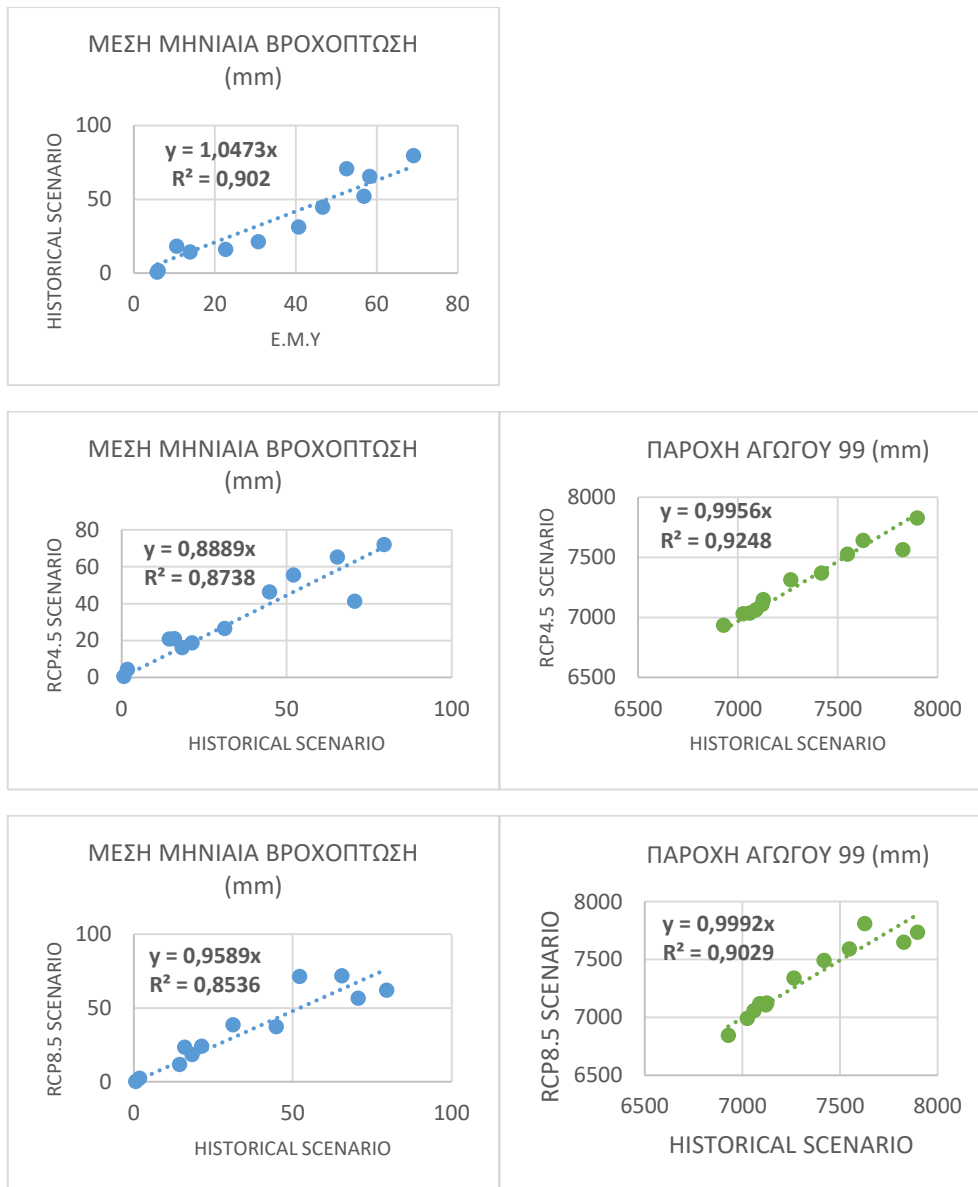 ΜΕΣΗ ΜΗΝΙΑΙΑ ΒΡΟΧΟΠΤΩΣΗ
(mm)
HISTORICAL SCENARIO
100
50
0
y = 1,0473x
R² = 0,902
0 20 40 60 80
Ε.Μ.Υ
ΜΕΣΗ ΜΗΝΙΑΙΑ ΒΡΟΧΟΠΤΩΣΗ
(mm)
RCP4.5 SCENARIO
80
60
40
20
0
y = 0,8889x
R² = 0,8738
0 50 100
HISTORICAL SCENARIO
ΠΑΡΟΧΗ ΑΓΩΓΟΥ 99 (mm)
RCP4.5 SCENARIO
8000
7500
7000
6500
y = 0,9956x
R² = 0,9248
6500 7000 7500 8000
HISTORICAL SCENARIO
ΜΕΣΗ ΜΗΝΙΑΙΑ ΒΡΟΧΟΠΤΩΣΗ
(mm)
RCP8.5 SCENARIO
100
50
0
y = 0,9589x
R² = 0,8536
0 50 100
HISTORICAL SCENARIO
ΠΑΡΟΧΗ ΑΓΩΓΟΥ 99 (mm)
RCP8.5 SCENARIO
8000
7500
7000
6500
y = 0,9992x
R² = 0,9029
6500 7000 7500 8000
HISTORICAL SCENARIO